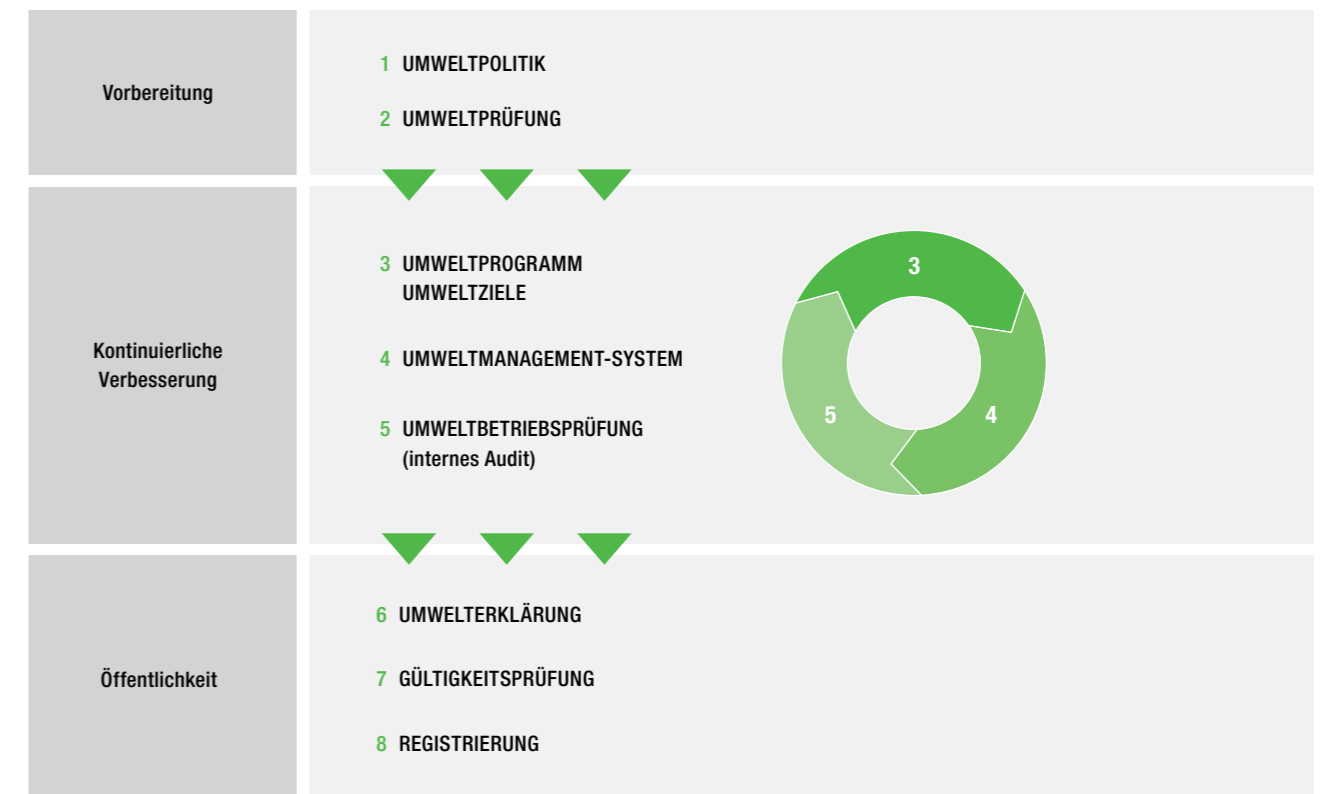 Vorbereitung
1 UMWELTPOLITIK
2 UMWELTPRÜFUNG
Kontinuierliche
Verbesserung
3 UMWELTPROGRAMM
UMWELTZIELE
4 UMWELTMANAGEMENT-SYSTEM
5 UMWELTBETRIEBSPRÜFUNG
(internes Audit)
3
4
5
Öffentlichkeit
6 UMWELTERKLÄRUNG
7 GÜLTIGKEITSPRÜFUNG
8 REGISTRIERUNG